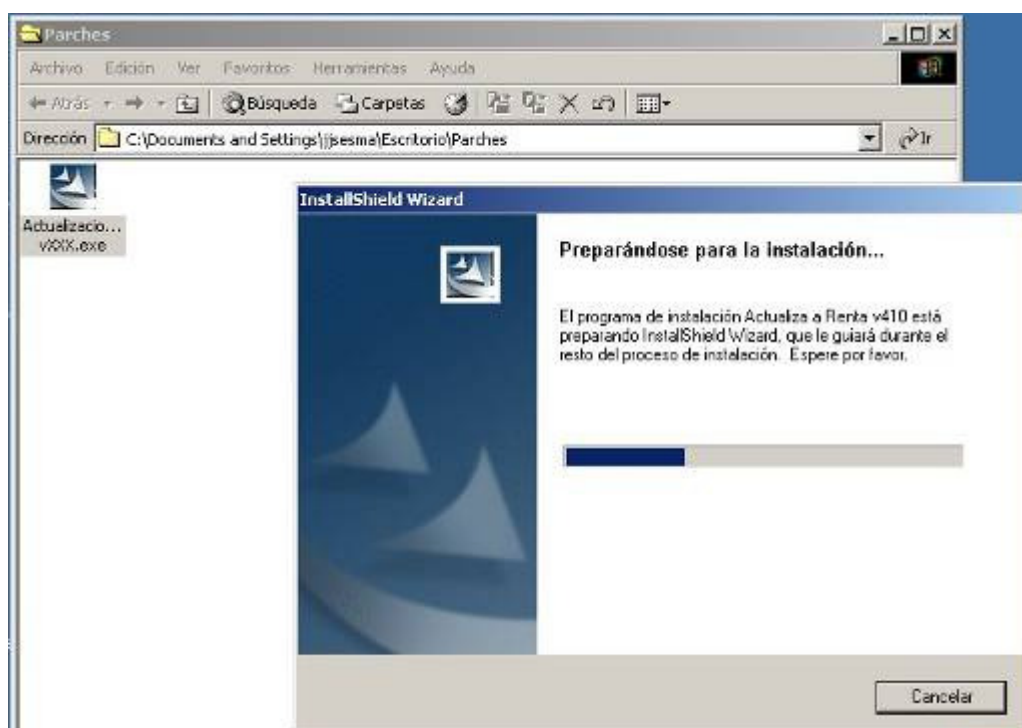 Parches
Archivo Edición Ver Favoritos Herramientas Ayuda
Atrás Búsqueda Carpetas
Dirección C:\Documents and Settings\jjsesma\Escritorio\Parches Ir
Actualizacio...
vXXX.exe
InstallShield Wizard
Preparándose para la instalación...
El programa de instalación Actualiza a Renta v410 está
preparando InstallShield Wizard, que le guiará durante el
resto del proceso de instalación. Espere por favor.
Cancelar